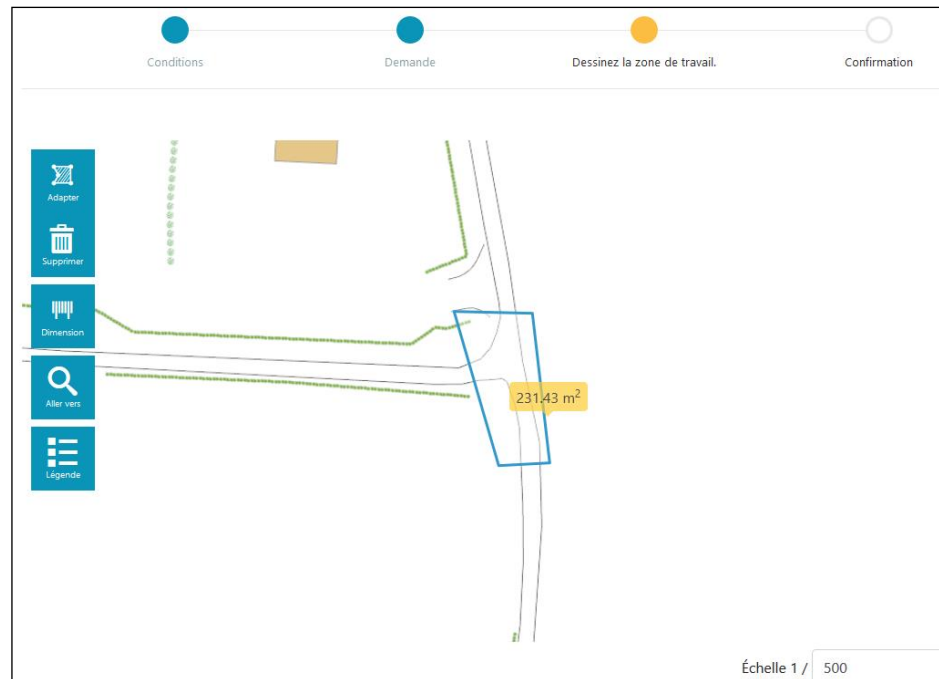 Conditions
Demande
Dessinez la zone de travail.
Confirmation
Adapter
Supprimer
Dimension
Aller vers
Légende
231.43 m²
Échelle 1 / 500